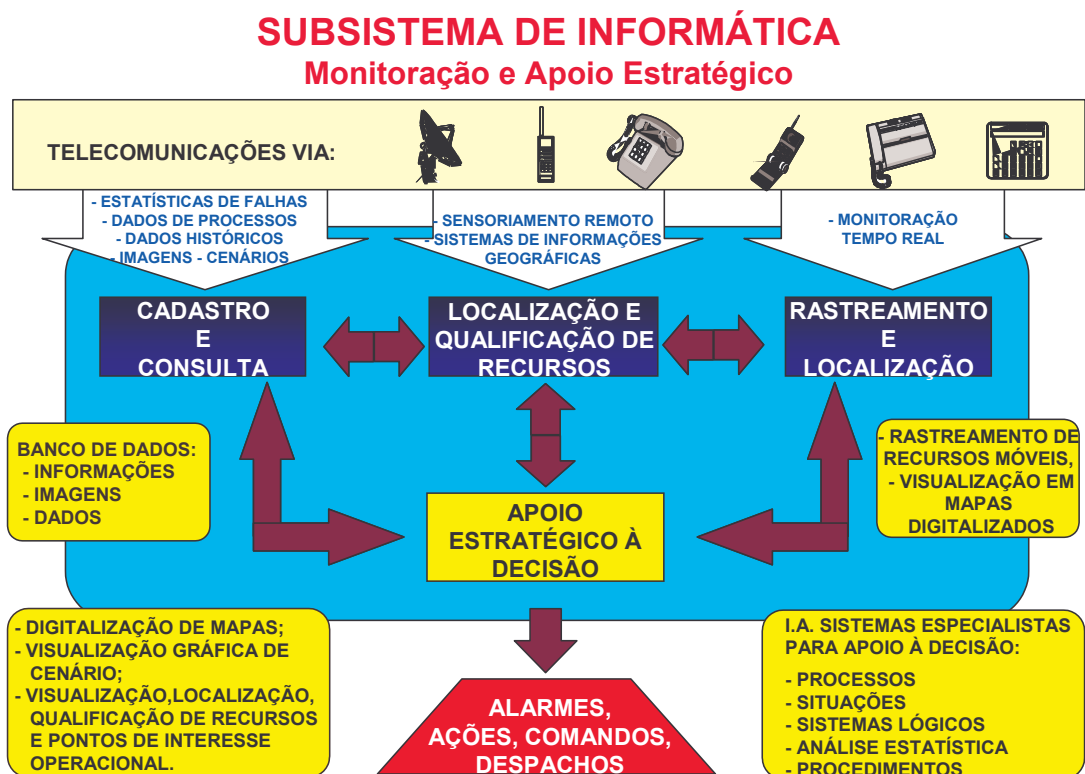 SUBSISTEMA DE INFORMÁTICA
Monitoração e Apoio Estratégico
TELECOMUNICAÇÕES VIA:
- ESTATÍSTICAS DE FALHAS
- DADOS DE PROCESSOS
- DADOS HISTÓRICOS
- IMAGENS - CENÁRIOS
- SENSORIAMENTO REMOTO
- SISTEMAS DE INFORMAÇÕES
GEOGRÁFICAS
- MONITORAÇÃO
TEMPO REAL
CADASTRO
E
CONSULTA
LOCALIZAÇÃO E
QUALIFICAÇÃO DE
RECURSOS
RASTREAMENTO
E
LOCALIZAÇÃO
BANCO DE DADOS:
- INFORMAÇÕES
- IMAGENS
- DADOS
APOIO
ESTRATÉGICO À
DECISÃO
- RASTREAMENTO DE
RECURSOS MÓVEIS,
- VISUALIZAÇÃO EM
MAPAS
DIGITALIZADOS
- DIGITALIZAÇÃO DE MAPAS;
- VISUALIZAÇÃO GRÁFICA DE
CENÁRIO;
- VISUALIZAÇÃO,LOCALIZAÇÃO,
QUALIFICAÇÃO DE RECURSOS
E PONTOS DE INTERESSE
OPERACIONAL.
ALARMES,
AÇÕES, COMANDOS,
DESPACHOS
I.A. SISTEMAS ESPECIALISTAS
PARA APOIO À DECISÃO:
- PROCESSOS
- SITUAÇÕES
- SISTEMAS LÓGICOS
- ANÁLISE ESTATÍSTICA
- PROCEDIMENTOS